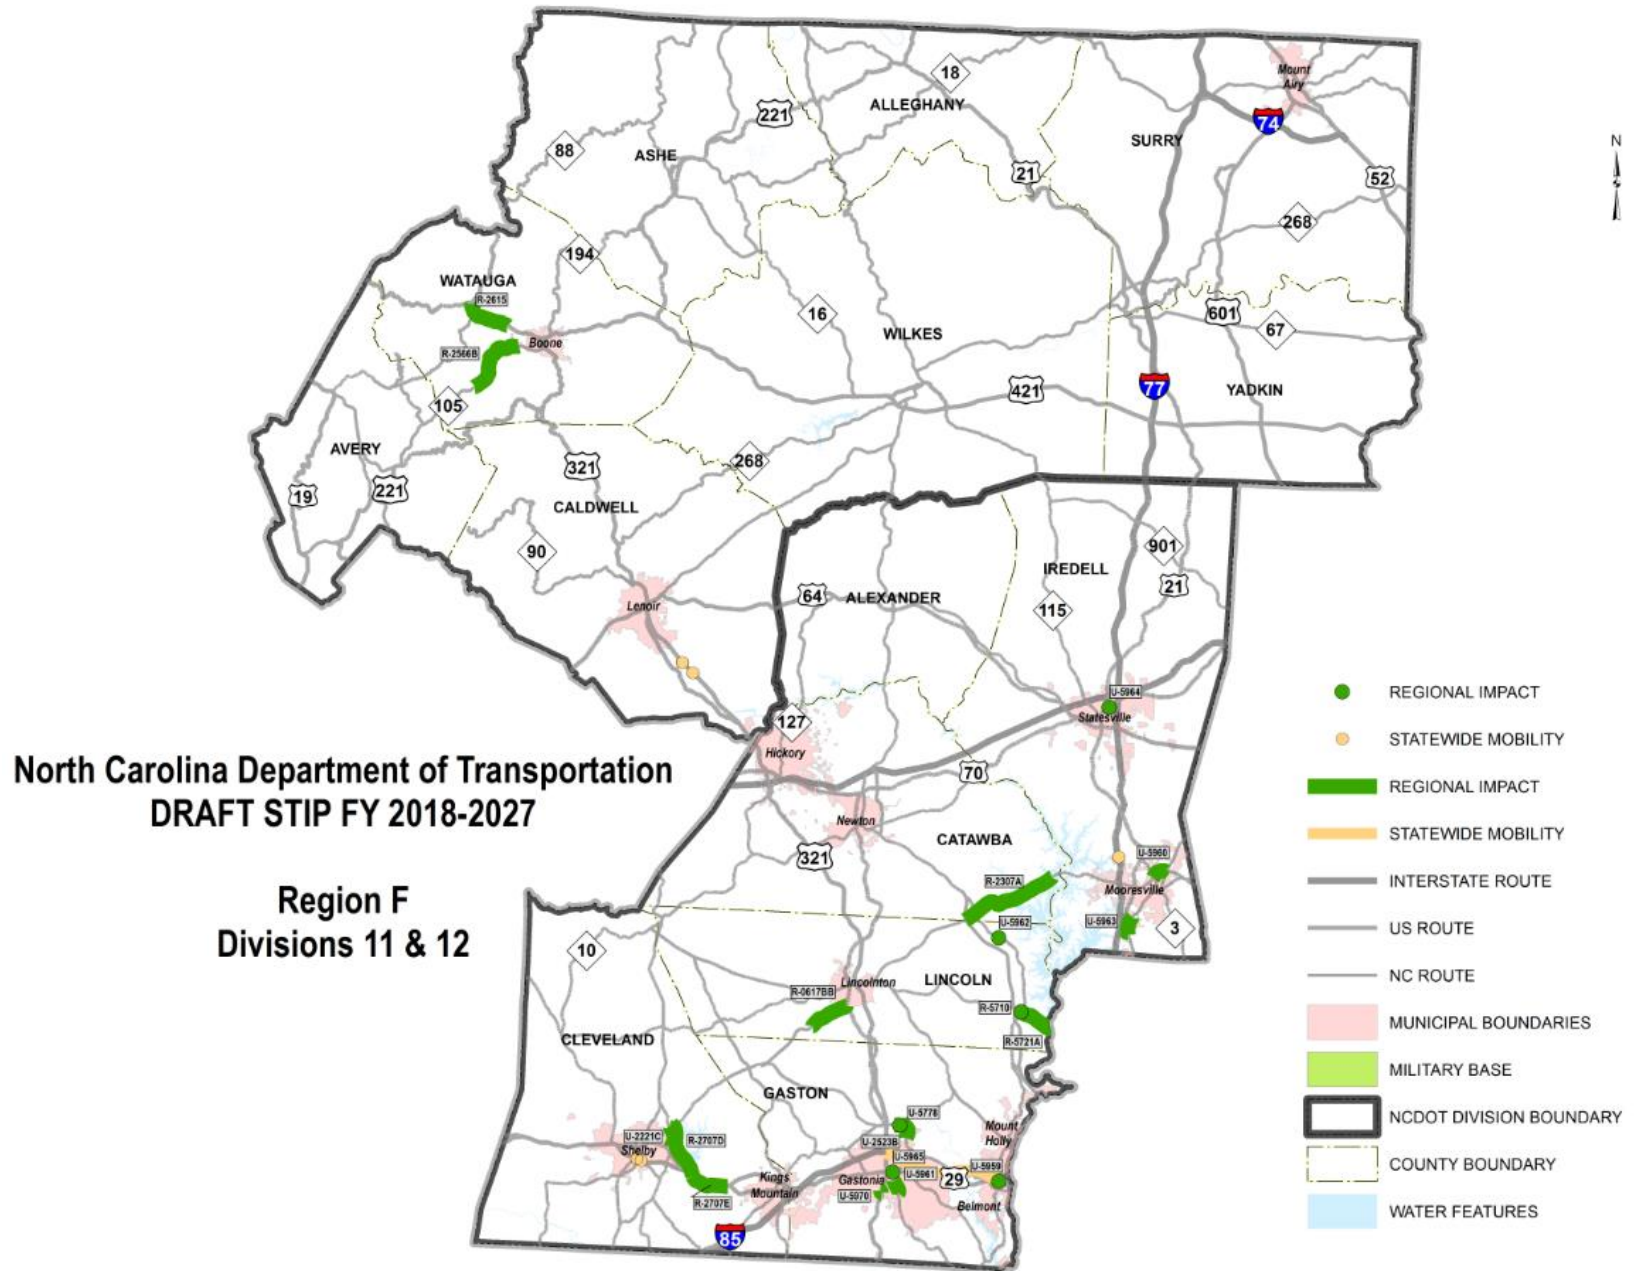 Mount
Airy
18
ALLEGHANY
221
74
SURRY
88
ASHE
21
52
268
194
WATAUGA
R-2615
16
601
67
WILKES
Boone
R-2566B
77
YADKIN
421
105
AVERY
268
321
19
221
CALDWELL
90
901
IREDELL
21
64
ALEXANDER
115
Lenoir
N
U-5964
Statesville
127
Hickory
70
North Carolina Department of Transportation
DRAFT STIP FY 2018-2027
Region F
Divisions 11 & 12
Newton
CATAWBA
321
U-5960
R-2307A
Mooresville
U-5963
3
U-5962
10
Lincolnton
LINCOLN
R-0617BB
R-5710
R-5721A
CLEVELAND
GASTON
U-5778
Mount
Holly
U-2221C
R-2707D
Shelby
U-2523B
U-5965
U-5959
U-5961
29
Kings
Mountain
Gastonia
U-5970
R-2707E
Belmont
85
REGIONAL IMPACT
STATEWIDE MOBILITY
REGIONAL IMPACT
STATEWIDE MOBILITY
INTERSTATE ROUTE
US ROUTE
NC ROUTE
MUNICIPAL BOUNDARIES
MILITARY BASE
NCDOT DIVISION BOUNDARY
COUNTY BOUNDARY
WATER FEATURES